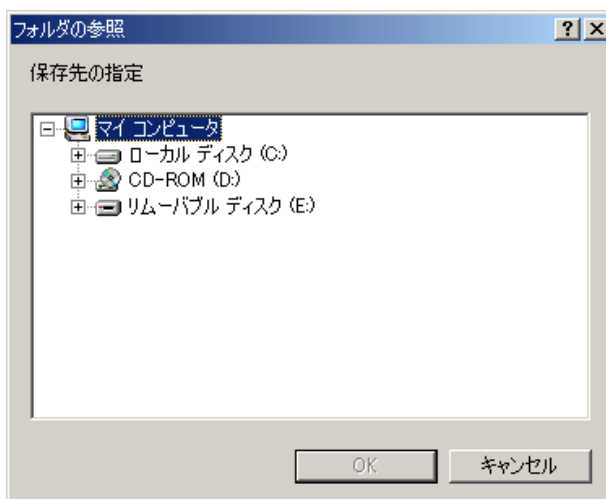 フォルダの参照
保存先の指定
マイ コンピュータ
ローカル ディスク (C:)
CD-ROM (D:)
リムーバブル ディスク (E:)
OK キャンセル